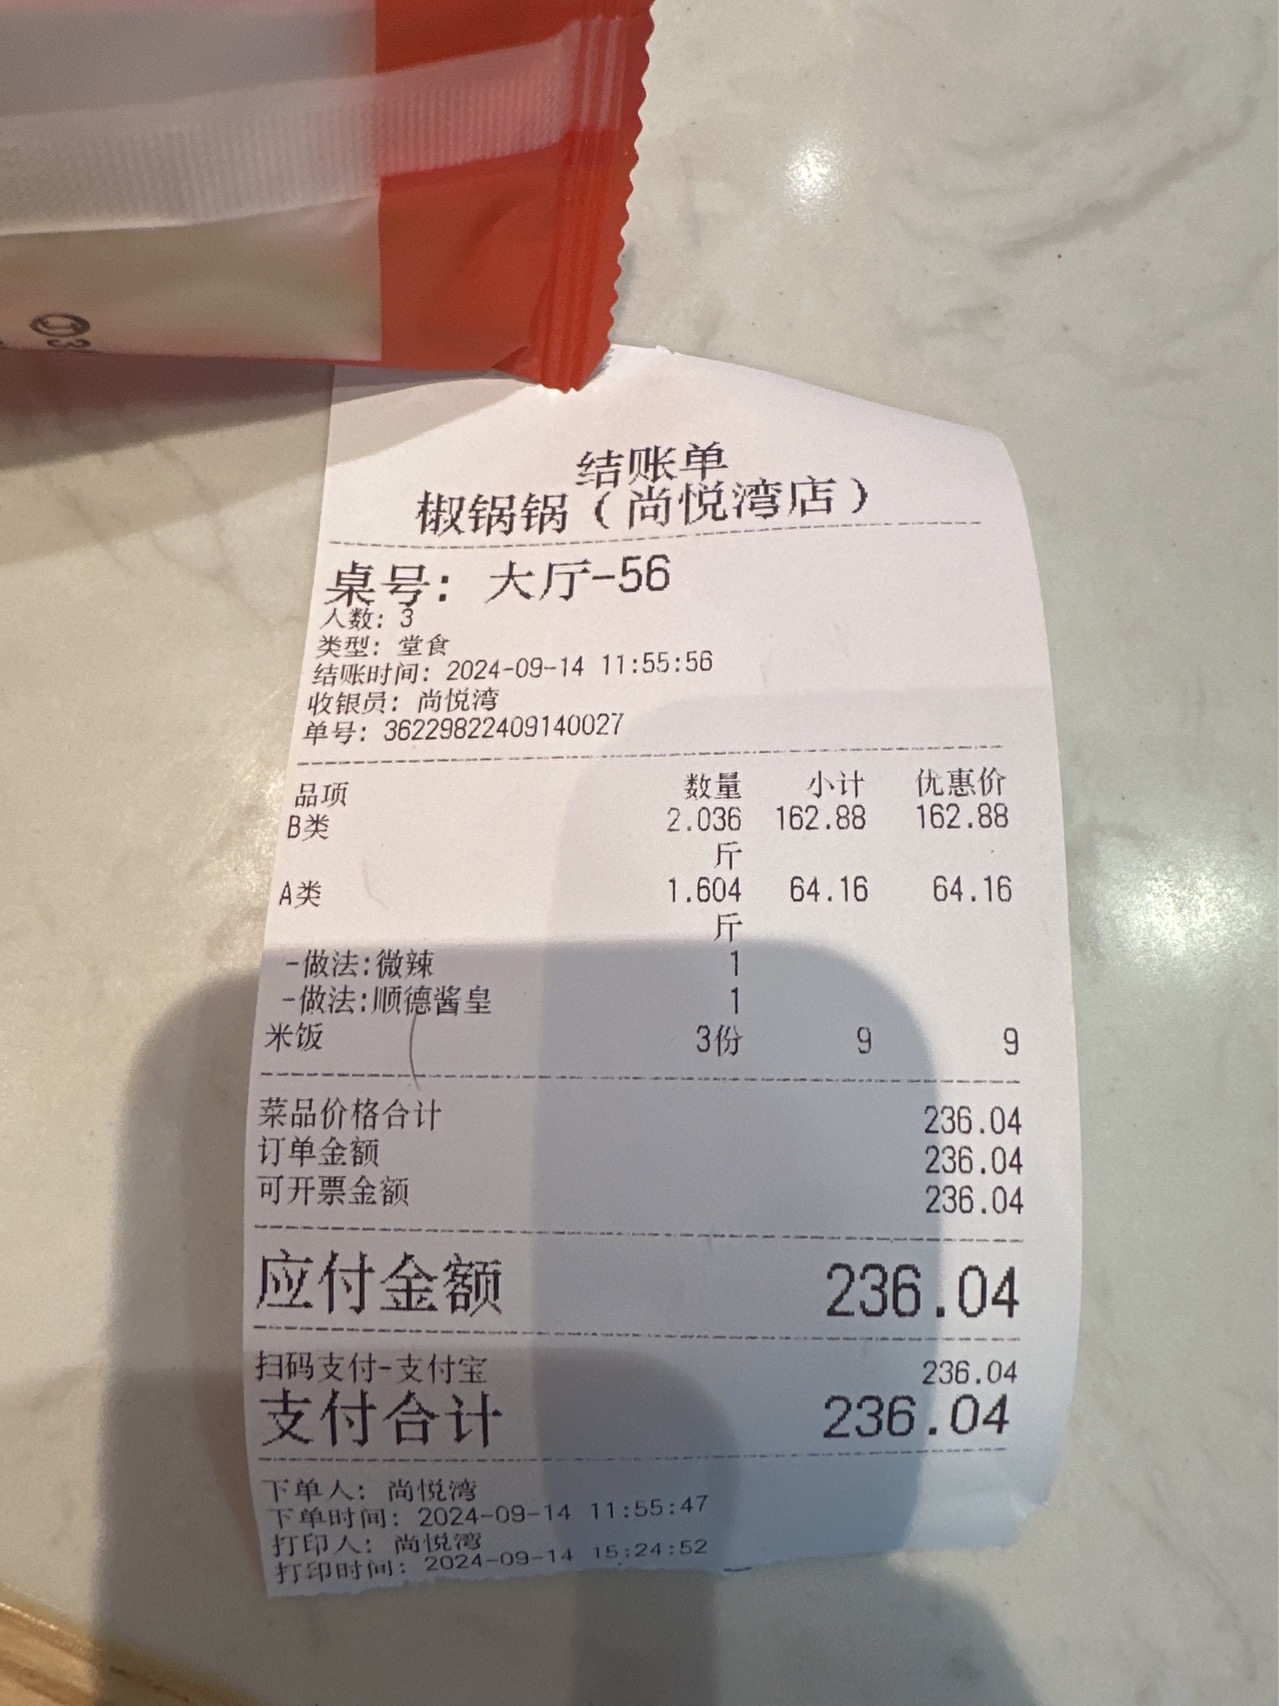 结账单
椒锅锅（尚悦湾店）
桌号: 大厅-56
人数: 3
类型: 堂食
结账时间: 2024-09-14 11:55:56
收银员: 尚悦湾
单号: 36229822409140027
品项 数量 小计 优惠价
B类 2.036 162.88 162.88
斤
A类 1.604 64.16 64.16
斤
-做法:微辣 1
-做法:顺德酱皇 1
米饭 3份 9 9
菜品价格合计 236.04
订单金额 236.04
可开票金额 236.04
应付金额 236.04
扫码支付-支付宝 236.04
支付合计 236.04
下单人: 尚悦湾
下单时间: 2024-09-14 11:55:47
打印人: 尚悦湾
打印时间: 2024-09-14 15:24:52